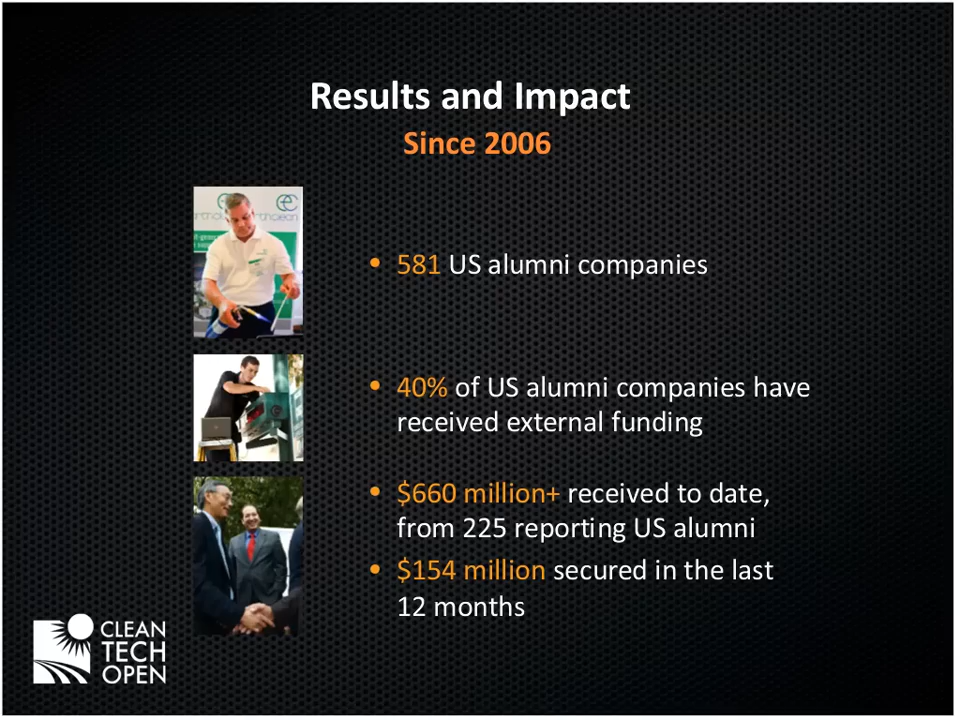 Results and Impact
Since 2006
• 581 US alumni companies
• 40% of US alumni companies have
received external funding
• $660 million+ received to date,
from 225 reporting US alumni
• $154 million secured in the last
12 months
CLEAN
TECH
OPEN